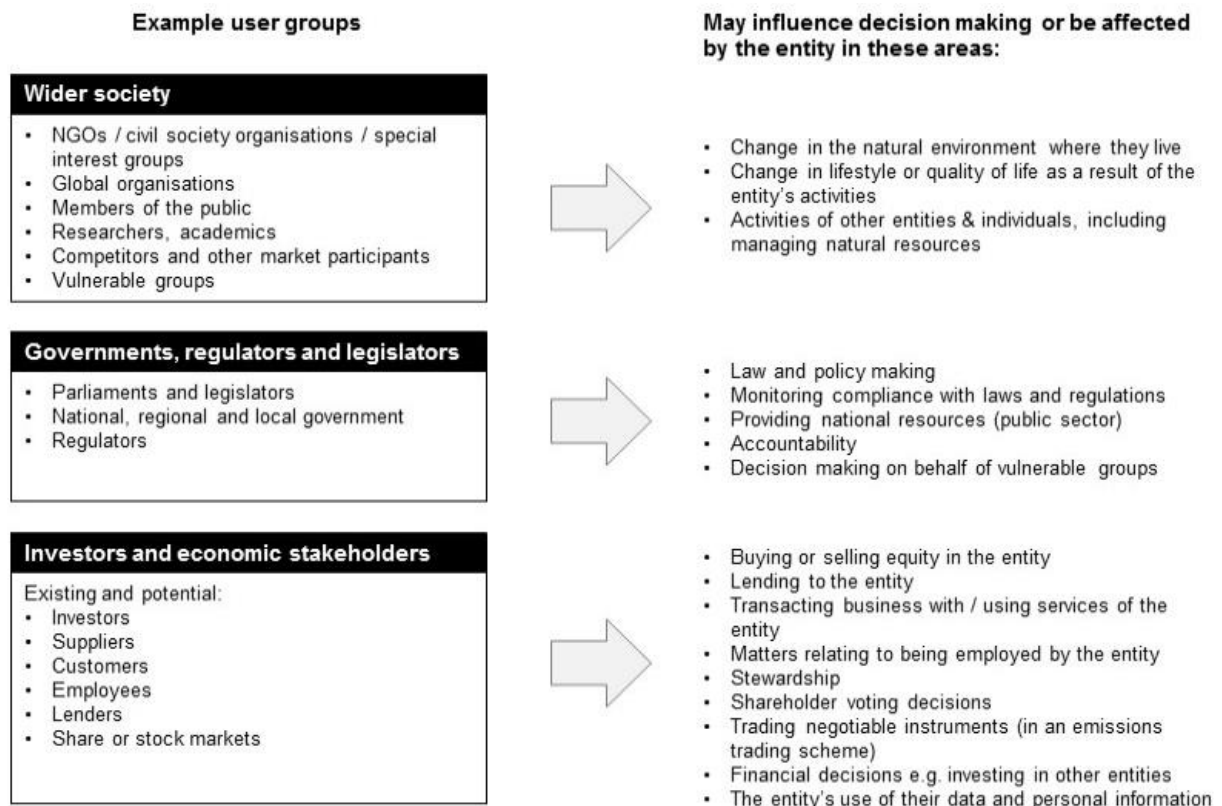 Example user groups
May influence decision making or be affected
by the entity in these areas:
Wider society
• NGOs / civil society organisations / special
interest groups
• Global organisations
• Members of the public
• Researchers, academics
• Competitors and other market participants
• Vulnerable groups
• Change in the natural environment where they live
• Change in lifestyle or quality of life as a result of the
entity's activities
• Activities of other entities & individuals, including
managing natural resources
Governments, regulators and legislators
• Parliaments and legislators
• National, regional and local government
• Regulators
• Law and policy making
• Monitoring compliance with laws and regulations
• Providing national resources (public sector)
• Accountability
• Decision making on behalf of vulnerable groups
Investors and economic stakeholders
Existing and potential:
• Investors
• Suppliers
• Customers
• Employees
• Lenders
• Share or stock markets
• Buying or selling equity in the entity
• Lending to the entity
• Transacting business with / using services of the
entity
• Matters relating to being employed by the entity
• Stewardship
• Shareholder voting decisions
• Trading negotiable instruments (in an emissions
trading scheme)
• Financial decisions e.g. investing in other entities
• The entity's use of their data and personal information